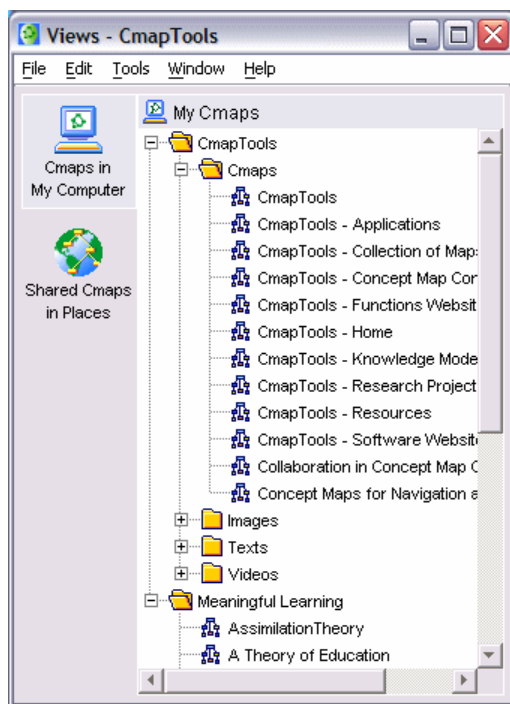 Views - CmapTools
File Edit Tools Window Help
Cmaps in
My Computer
Shared Cmaps
in Places
My Cmaps
CmapTools
Cmaps
CmapTools
CmapTools - Applications
CmapTools - Collection of Map
CmapTools - Concept Map
CmapTools - Functions Websit
CmapTools - Home
CmapTools - Knowledge Mode
CmapTools - Research Project
CmapTools - Resources
CmapTools - Software Websit
Collaboration in Concept Map
Concept Maps for Navigation
Images
Texts
Videos
Meaningful Learning
AssimilationTheory
A Theory of Education